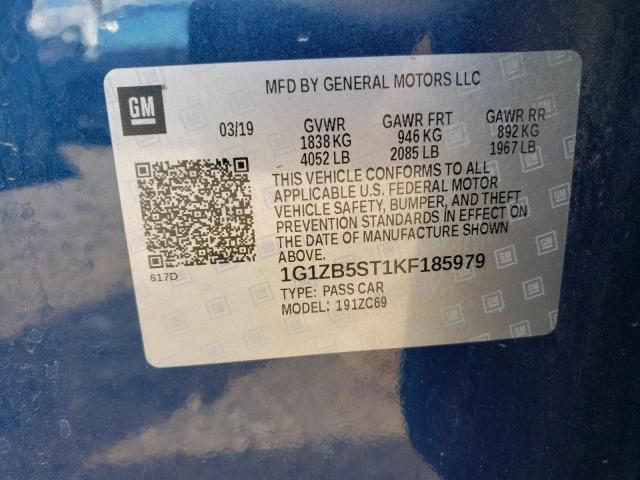 GM
MFD BY GENERAL MOTORS LLC
03/19 GVWR GAWR FRT GAWR RR
1838 KG 946 KG 892 KG
4052 LB 2085 LB 1967 LB
THIS VEHICLE CONFORMS TO ALL
APPLICABLE U.S. FEDERAL MOTOR
VEHICLE SAFETY, BUMPER, AND THEFT
PREVENTION STANDARDS IN EFFECT ON
THE DATE OF MANUFACTURE SHOWN
ABOVE.
617D
1G1ZB5ST1KF185979
TYPE: PASS CAR
MODEL: 191ZC69